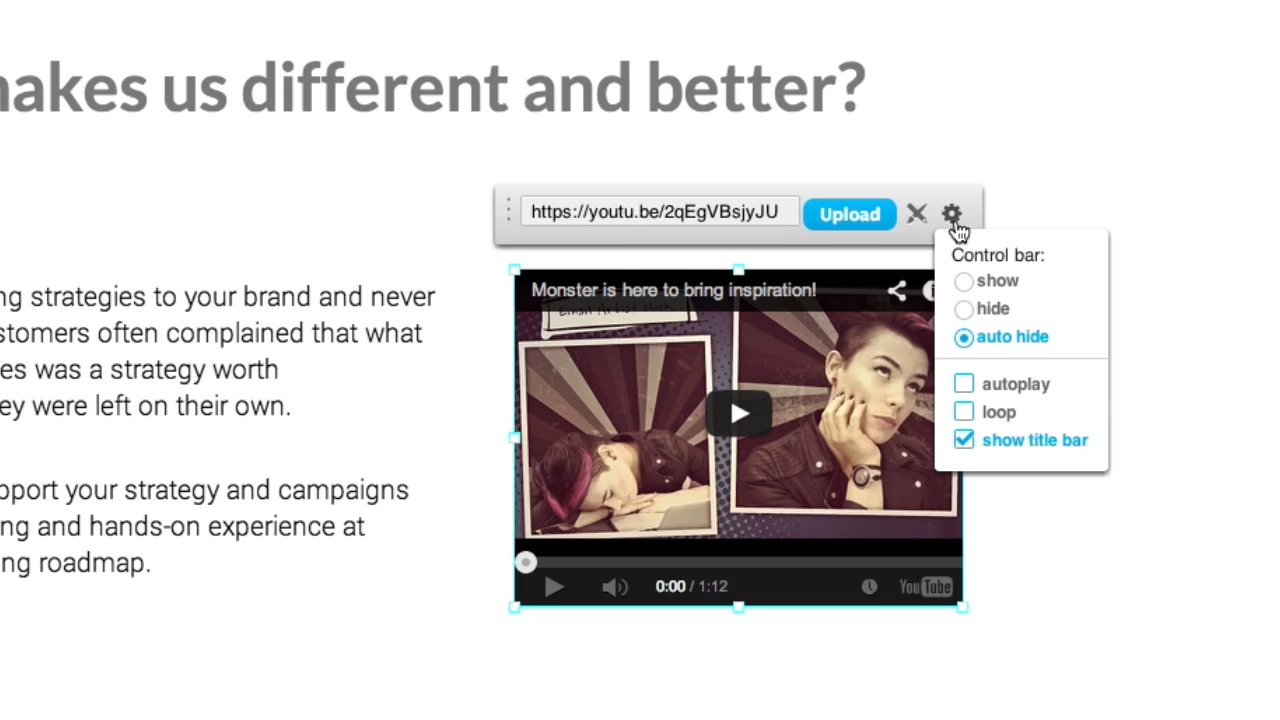 makes us different and better?
https://youtu.be/2qEgVBsjyJU
Upload
Control bar:
show
hide
auto hide
autoplay
loop
show title bar
Monster is here to bring inspiration!
ng strategies to your brand and never
stomers often complained that what
es was a strategy worth
ey were left on their own.
pport your strategy and campaigns
ng and hands-on experience at
ng roadmap.
0:00 / 1:12
YouTube